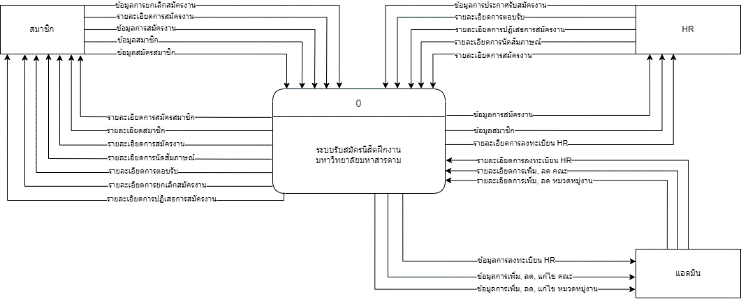 ข้อมูลการยกเลิกสมัครงาน
รายละเอียดการสมัครงาน
ข้อมูลการสมัครงาน
ข้อมูลสมาชิก
ข้อมูลสมัครสมาชิก
สมาชิก
ข้อมูลการประกาศรับสมัครงาน
รายละเอียดการตอบรับ
รายละเอียดการปฏิเสธการสมัครงาน
รายละเอียดการนัดสัมภาษณ์
รายละเอียดการสมัครงาน
HR
0
ระบบรับสมัครนิสิตฝึกงาน
มหาวิทยาลัยมหาสารคาม
รายละเอียดการสมัครสมาชิก
รายละเอียดสมาชิก
รายละเอียดการสมัครงาน
รายละเอียดการนัดสัมภาษณ์
รายละเอียดการตอบรับ
รายละเอียดการยกเลิกสมัครงาน
รายละเอียดการปฏิเสธการสมัครงาน
ข้อมูลการสมัครงาน
ข้อมูลสมาชิก
รายละเอียดการลงทะเบียน HR
รายละเอียดการลงทะเบียน HR
รายละเอียดการเพิ่ม, ลด คณะ
รายละเอียดการเพิ่ม, ลด หมวดหมู่งาน
ข้อมูลการลงทะเบียน HR
ข้อมูลการเพิ่ม, ลด, แก้ไข คณะ
ข้อมูลการเพิ่ม, ลด, แก้ไข หมวดหมู่งาน
แอดมิน